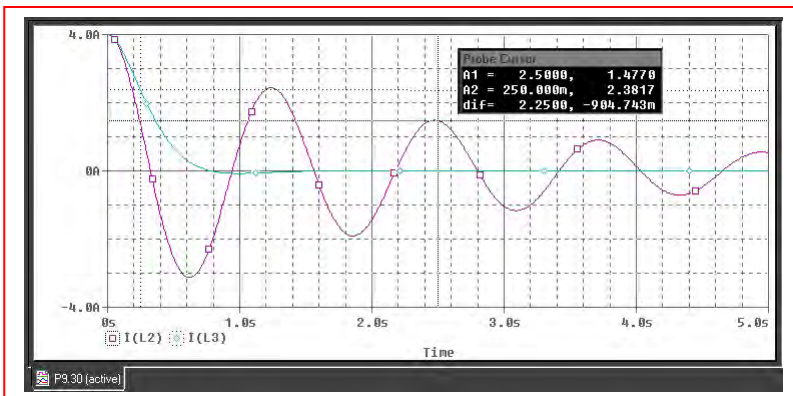 4.0A
Probe Cursor
A1 = 2.5000, 1.4770
A2 = 250.000m, 2.3817
dif= 2.2500, -904.743m
0A
-4.0A
0s 1.0s 2.0s 3.0s 4.0s 5.0s
I(L2) I(L3)
Time
P9.30 (active)